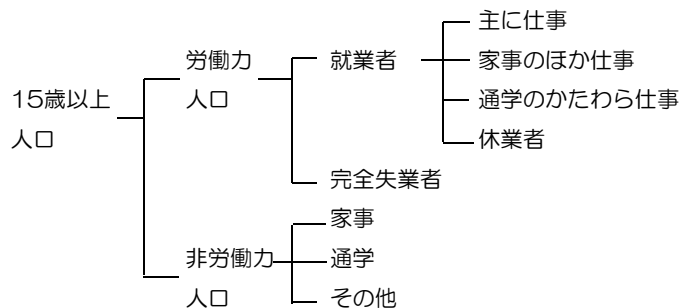 主に仕事
労働力
人口
就業者
家事のほか仕事
15歳以上
人口
通学のかたわら仕事
休業者
完全失業者
家事
非労働力
人口
通学
その他